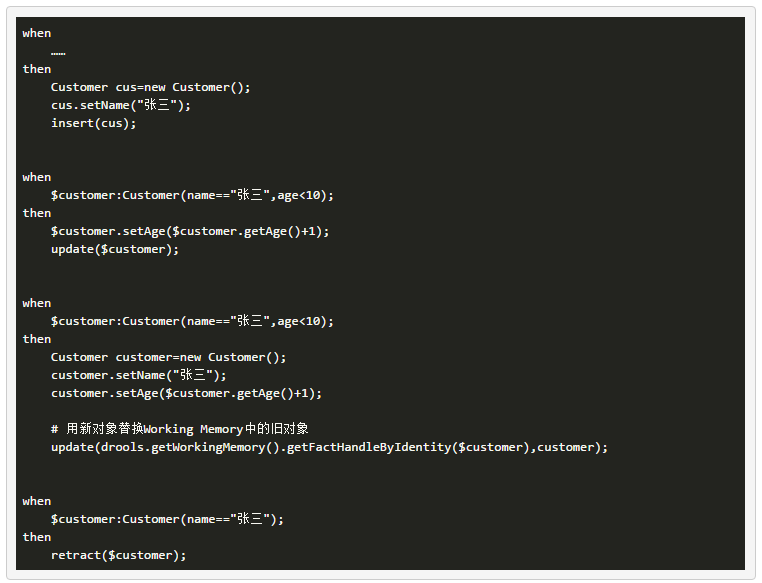 when
    ……
then
    Customer cus=new Customer();
    cus.setName("张三");
    insert(cus);
when
    $customer:Customer(name=="张三",age<10);
then
    $customer.setAge($customer.getAge()+1);
    update($customer);
when
    $customer:Customer(name=="张三",age<10);
then
    Customer customer=new Customer();
    customer.setName("张三");
    customer.setAge($customer.getAge()+1);
    # 用新对象替换Working Memory中的旧对象
    update(drools.getWorkingMemory().getFactHandleByIdentity($customer),customer);
when
    $customer:Customer(name=="张三");
then
    retract($customer);